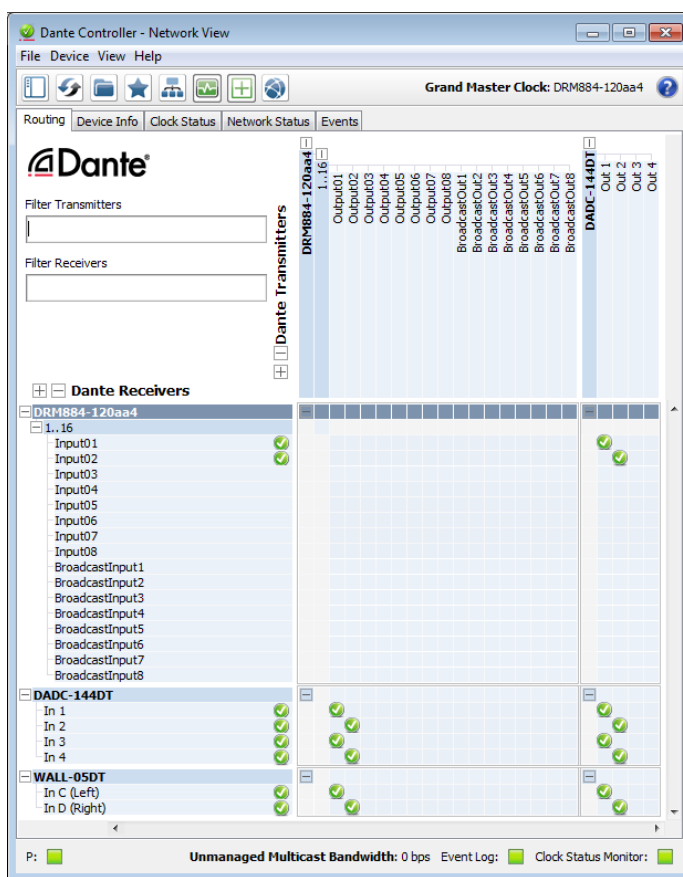 Dante Controller - Network View
File Device View Help
Grand Master Clock: DRM884-120aa4
Routing Device Info Clock Status Network Status Events
Dante
Filter Transmitters
Filter Receivers
Dante Transmitters
DRM884-120aa4
1..16
Output01
Output02
Output03
Output04
Output05
Output06
Output07
Output08
BroadcastOut1
BroadcastOut2
BroadcastOut3
BroadcastOut4
BroadcastOut5
BroadcastOut6
BroadcastOut7
BroadcastOut8
DADC-144DT
Out 1
Out 2
Out 3
Out 4
Dante Receivers
DRM884-120aa4
1..16
Input01
Input02
Input03
Input04
Input05
Input06
Input07
Input08
BroadcastInput1
BroadcastInput2
BroadcastInput3
BroadcastInput4
BroadcastInput5
BroadcastInput6
BroadcastInput7
BroadcastInput8
DADC-144DT
In 1
In 2
In 3
In 4
WALL-05DT
In C (Left)
In D (Right)
P: Unmanaged Multicast Bandwidth: 0 bps Event Log: Clock Status Monitor: